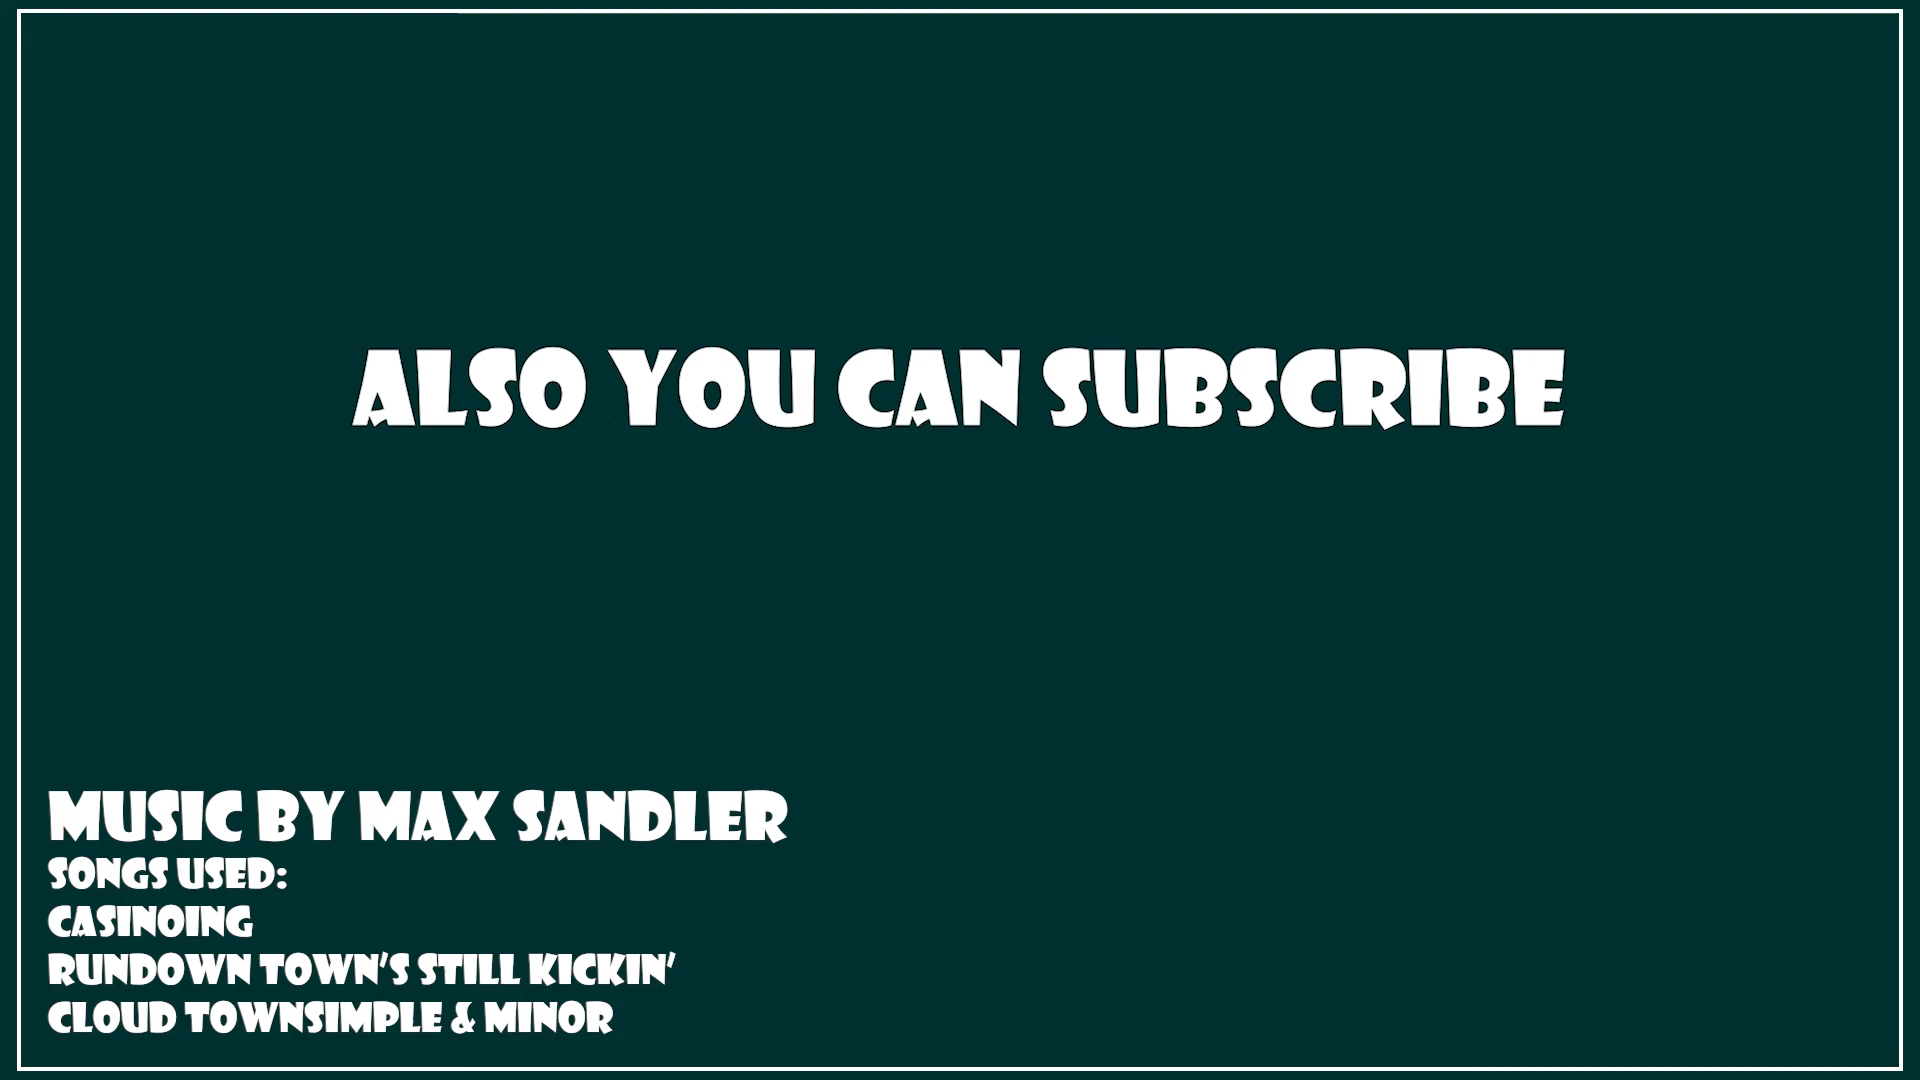 ALSO YOU CAN SUBSCRIBE
MUSIC BY MAX SANDLER
SONGS USED:
CASINOING
RUNDOWN TOWN'S STILL KICKIN'
CLOUD TOWNSIMPLE & MINOR